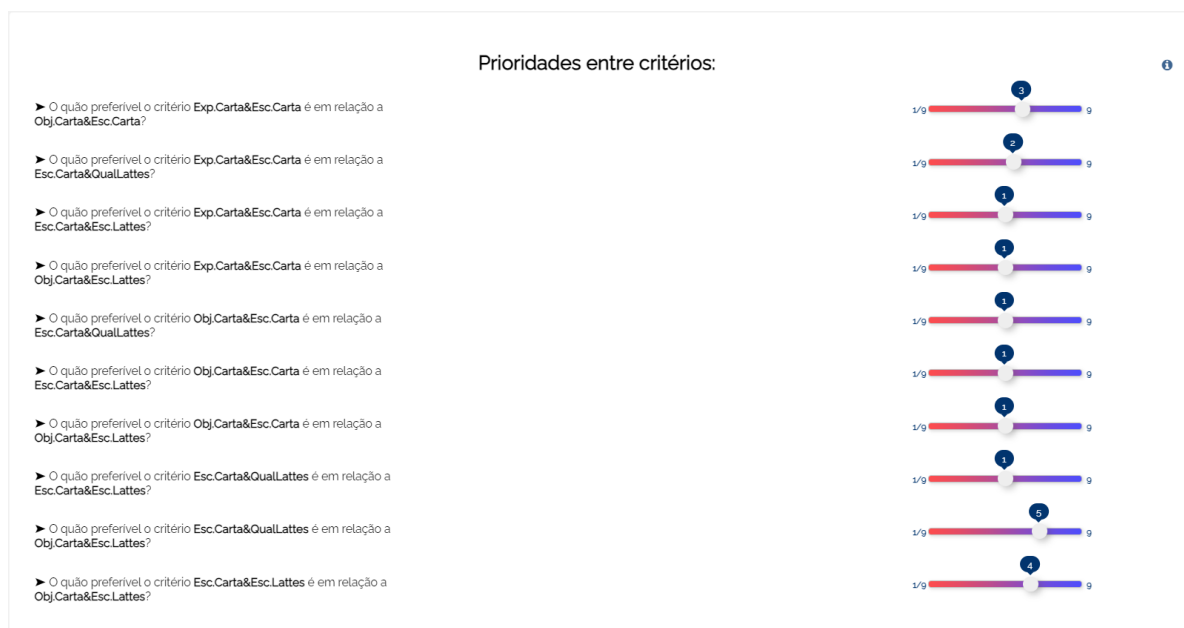 Prioridades entre critérios:
➤ O quão preferível o critério Exp.Carta&Esc.Carta é em relação a
Obj.Carta&Esc.Carta?
3
1/9
9
➤ O quão preferível o critério Exp.Carta&Esc.Carta é em relação a
Esc.Carta&QualLattes?
2
1/9
9
➤ O quão preferível o critério Exp.Carta&Esc.Carta é em relação a
Esc.Carta&Esc.Lattes?
1
1/9
9
➤ O quão preferível o critério Exp.Carta&Esc.Carta é em relação a
Obj.Carta&Esc.Lattes?
1
1/9
9
➤ O quão preferível o critério Obj.Carta&Esc.Carta é em relação a
Esc.Carta&QualLattes?
1
1/9
9
➤ O quão preferível o critério Obj.Carta&Esc.Carta é em relação a
Esc.Carta&Esc.Lattes?
1
1/9
9
➤ O quão preferível o critério Obj.Carta&Esc.Carta é em relação a
Obj.Carta&Esc.Lattes?
1
1/9
9
➤ O quão preferível o critério Esc.Carta&QualLattes é em relação a
Esc.Carta&Esc.Lattes?
1
1/9
9
➤ O quão preferível o critério Esc.Carta&QualLattes é em relação a
Obj.Carta&Esc.Lattes?
5
1/9
9
➤ O quão preferível o critério Esc.Carta&Esc.Lattes é em relação a
Obj.Carta&Esc.Lattes?
4
1/9
9